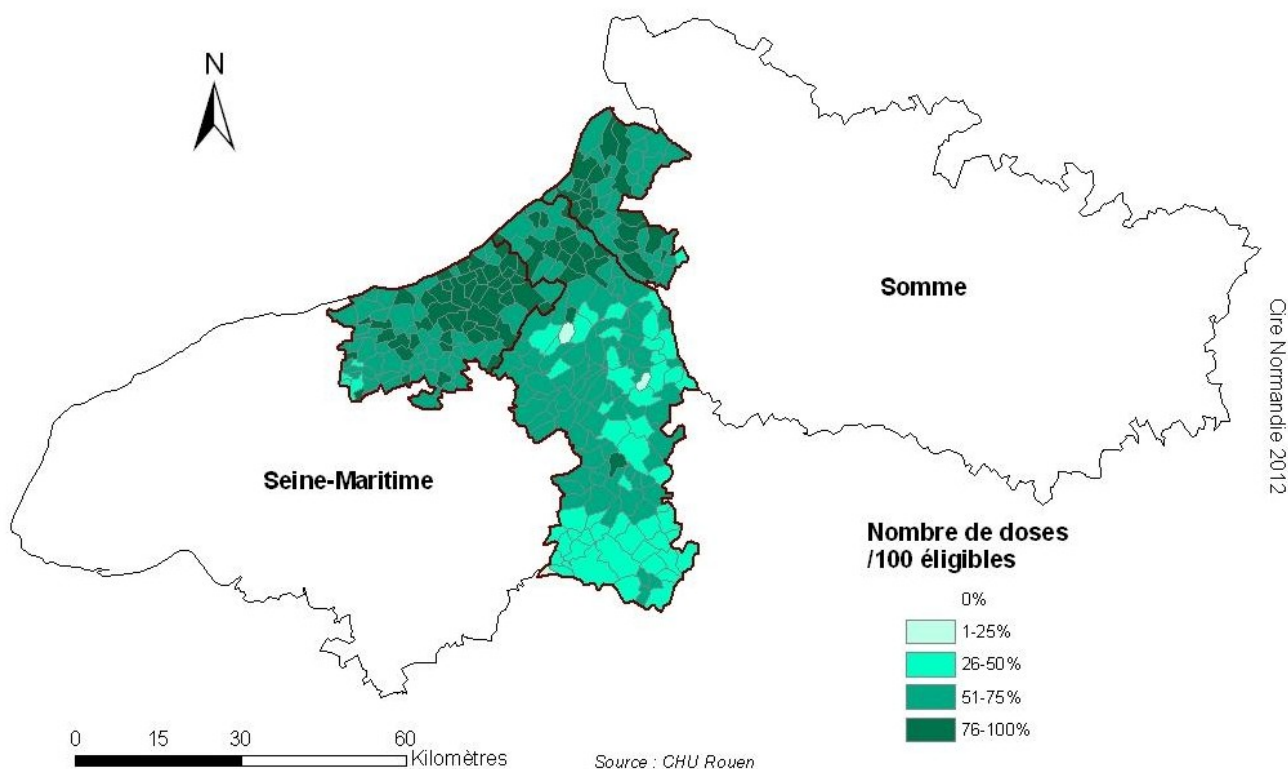 N
Somme
Seine-Maritime
Cire Normandie 2012
Nombre de doses
/100 éligibles
0%
1-25%
26-50%
51-75%
76-100%
0 15 30 60
Kilomètres
Source : CHU Rouen